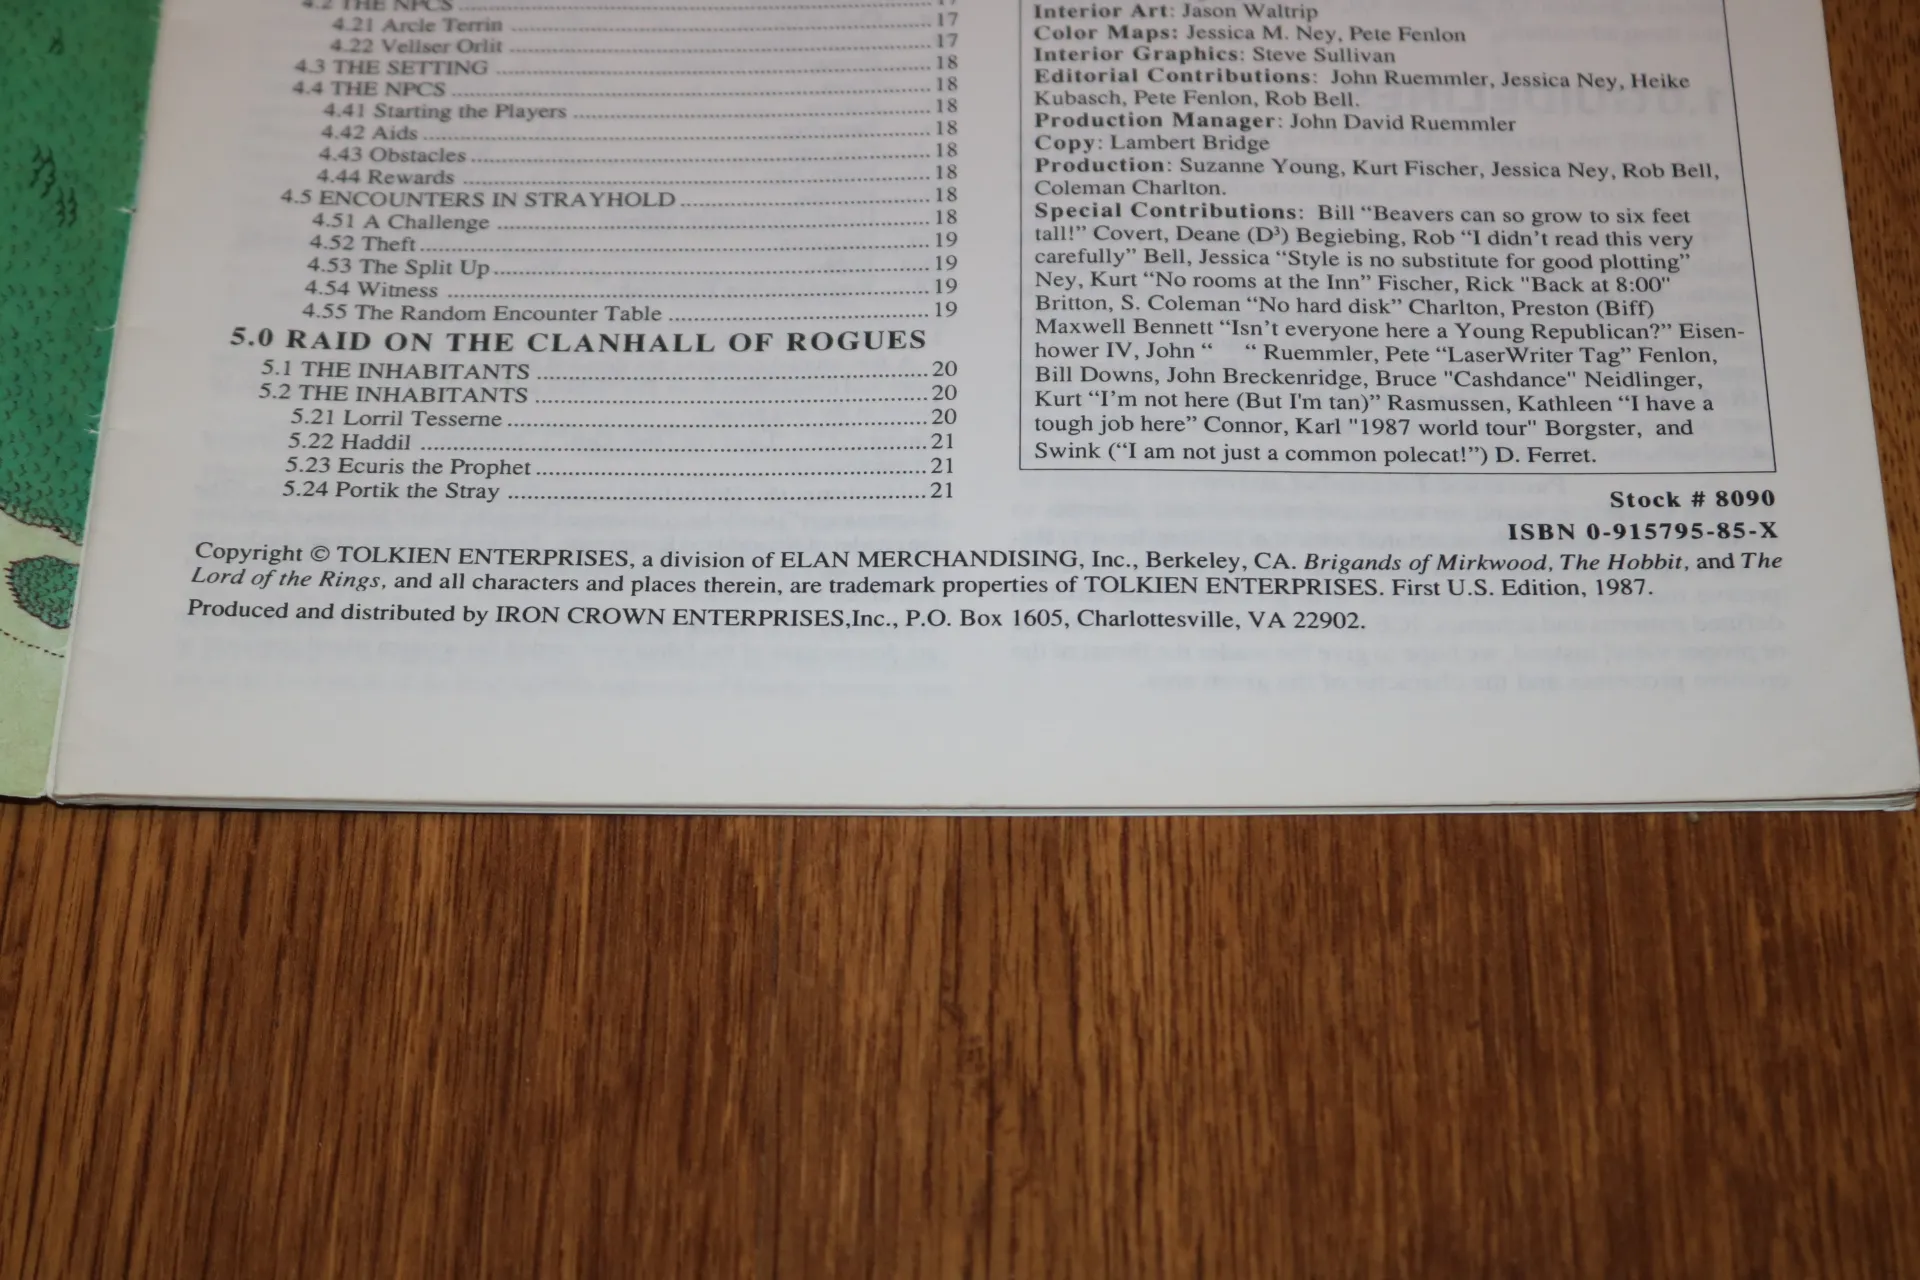 4.2 THE NPCS ........ 17
4.21 Arcle Terrin ........ 17
4.22 Vellser Orlit ........ 17
4.3 THE SETTING ........ 18
4.4 THE NPCS ........ 18
4.41 Starting the Players ........ 18
4.42 Aids ........ 18
4.43 Obstacles ........ 18
4.44 Rewards ........ 18
4.5 ENCOUNTERS IN STRAYHOLD ........ 18
4.51 A Challenge ........ 18
4.52 Theft ........ 19
4.53 The Split Up ........ 19
4.54 Witness ........ 19
4.55 The Random Encounter Table ........ 19
5.0 RAID ON THE CLANHALL OF ROGUES
5.1 THE INHABITANTS ........ 20
5.2 THE INHABITANTS ........ 20
5.21 Lorril Tesserne ........ 20
5.22 Haddil ........ 21
5.23 Ecuris the Prophet ........ 21
5.24 Portik the Stray ........ 21
Interior Art: Jason Waltrip
Color Maps: Jessica M. Ney, Pete Fenlon
Interior Graphics: Steve Sullivan
Editorial Contributions: John Ruemmler, Jessica Ney, Heike
Kubasch, Pete Fenlon, Rob Bell.
Production Manager: John David Ruemmler
Copy: Lambert Bridge
Production: Suzanne Young, Kurt Fischer, Jessica Ney, Rob Bell,
Coleman Charlton.
Special Contributions: Bill “Beavers can so grow to six feet
tall!” Covert, Deane (D³) Begiebing, Rob “I didn't read this very
carefully” Bell, Jessica “Style is no substitute for good plotting”
Ney, Kurt “No rooms at the Inn” Fischer, Rick "Back at 8:00"
Britton, S. Coleman “No hard disk” Charlton, Preston (Biff)
Maxwell Bennett “Isn't everyone here a Young Republican?” Eisen-
hower IV, John “ “ Ruemmler, Pete “LaserWriter Tag” Fenlon,
Bill Downs, John Breckenridge, Bruce "Cashdance" Neidlinger,
Kurt “I'm not here (But I'm tan)” Rasmussen, Kathleen “I have a
tough job here” Connor, Karl "1987 world tour" Borgster, and
Swink (“I am not just a common polecat!”) D. Ferret.
Stock # 8090
ISBN 0-915795-85-X
Copyright © TOLKIEN ENTERPRISES, a division of ELAN MERCHANDISING, Inc., Berkeley, CA. Brigands of Mirkwood, The Hobbit, and The
Lord of the Rings, and all characters and places therein, are trademark properties of TOLKIEN ENTERPRISES. First U.S. Edition, 1987.
Produced and distributed by IRON CROWN ENTERPRISES,Inc., P.O. Box 1605, Charlottesville, VA 22902.